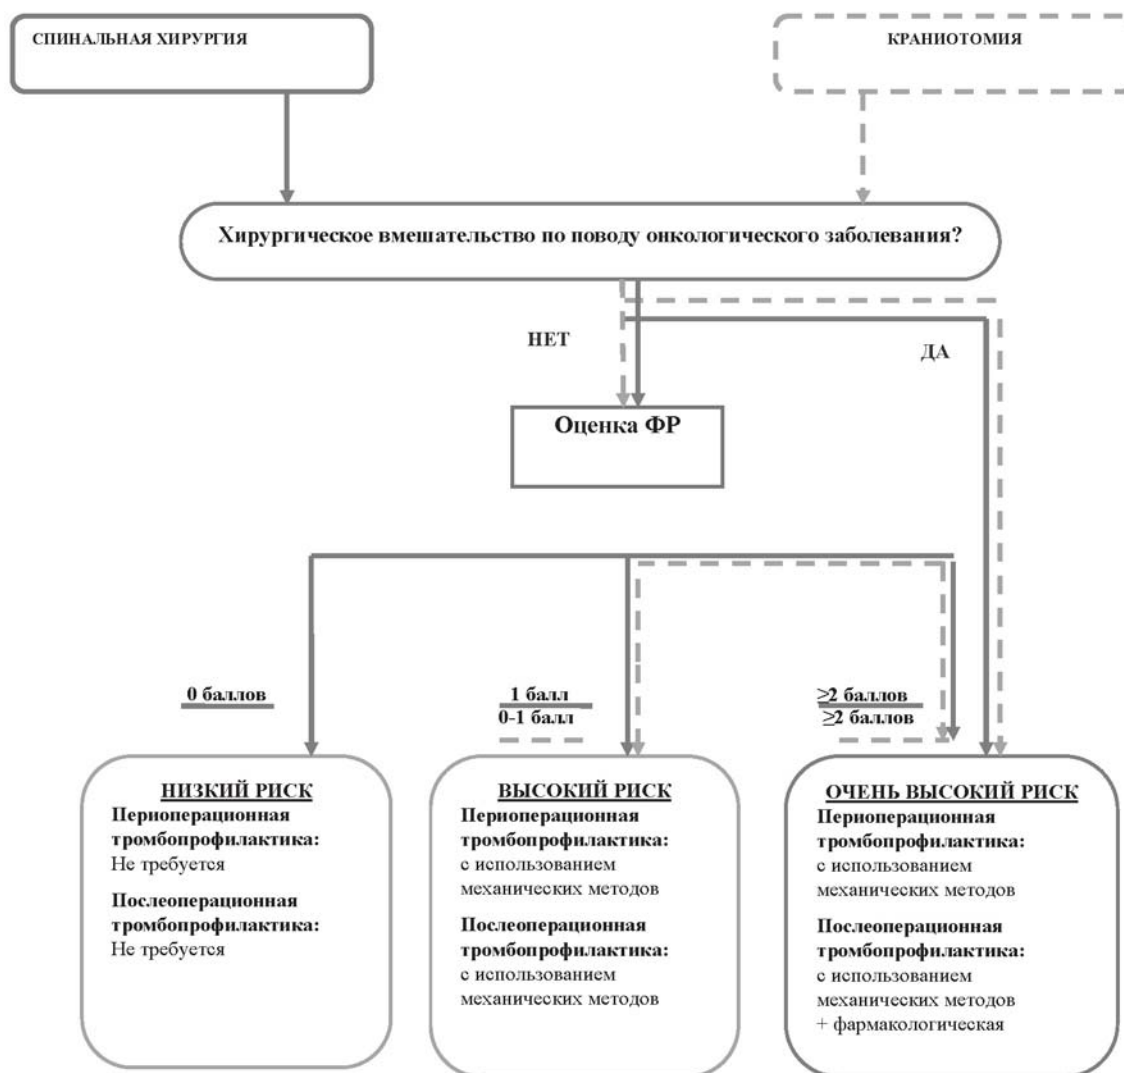 СПИНАЛЬНАЯ ХИРУРГИЯ
КРАНИОТОМИЯ
Хирургическое вмешательство по поводу онкологического заболевания?
НЕТ
ДА
Оценка ФР
0 баллов
1 балл
0-1 балл
≥2 баллов
≥2 баллов
НИЗКИЙ РИСК
Периоперационная
тромбопрофилактика:
Не требуется
Послеоперационная
тромбопрофилактика:
Не требуется
ВЫСОКИЙ РИСК
Периоперационная
тромбопрофилактика:
с использованием
механических методов
Послеоперационная
тромбопрофилактика:
с использованием
механических методов
ОЧЕНЬ ВЫСОКИЙ РИСК
Периоперационная
тромбопрофилактика:
с использованием
механических методов
Послеоперационная
тромбопрофилактика:
с использованием
механических методов
+ фармакологическая